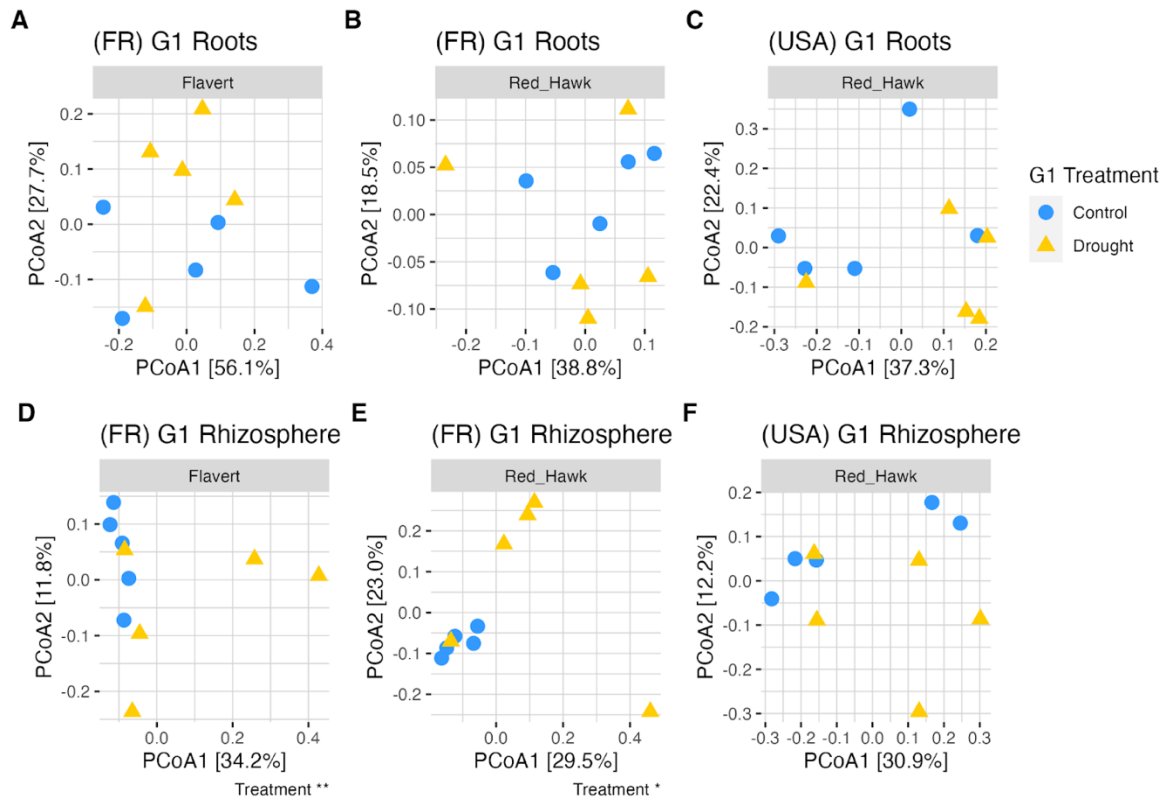 A
(FR) G1 Roots
Flavert
0.2
0.1
0.0
-0.1
PCoA2 [27.7%]
-0.2 0.0 0.2 0.4
PCoA1 [56.1%]
B
(FR) G1 Roots
Red_Hawk
0.10
0.05
0.00
-0.05
-0.10
PCoA2 [18.5%]
-0.2 -0.1 0.0 0.1
PCoA1 [38.8%]
C
(USA) G1 Roots
Red_Hawk
0.3
0.2
0.1
0.0
-0.1
-0.2
PCoA2 [22.4%]
-0.3 -0.2 -0.1 0.0 0.1 0.2
PCoA1 [37.3%]
G1 Treatment
Control
Drought
D
(FR) G1 Rhizosphere
Flavert
0.1
0.0
-0.1
-0.2
PCoA2 [11.8%]
0.0 0.2 0.4
PCoA1 [34.2%]
Treatment **
E
(FR) G1 Rhizosphere
Red_Hawk
0.2
0.1
0.0
-0.1
-0.2
PCoA2 [23.0%]
0.0 0.2 0.4
PCoA1 [29.5%]
Treatment *
F
(USA) G1 Rhizosphere
Red_Hawk
0.2
0.1
0.0
-0.1
-0.2
-0.3
PCoA2 [12.2%]
-0.3 -0.2 -0.1 0.0 0.1 0.2 0.3
PCoA1 [30.9%]